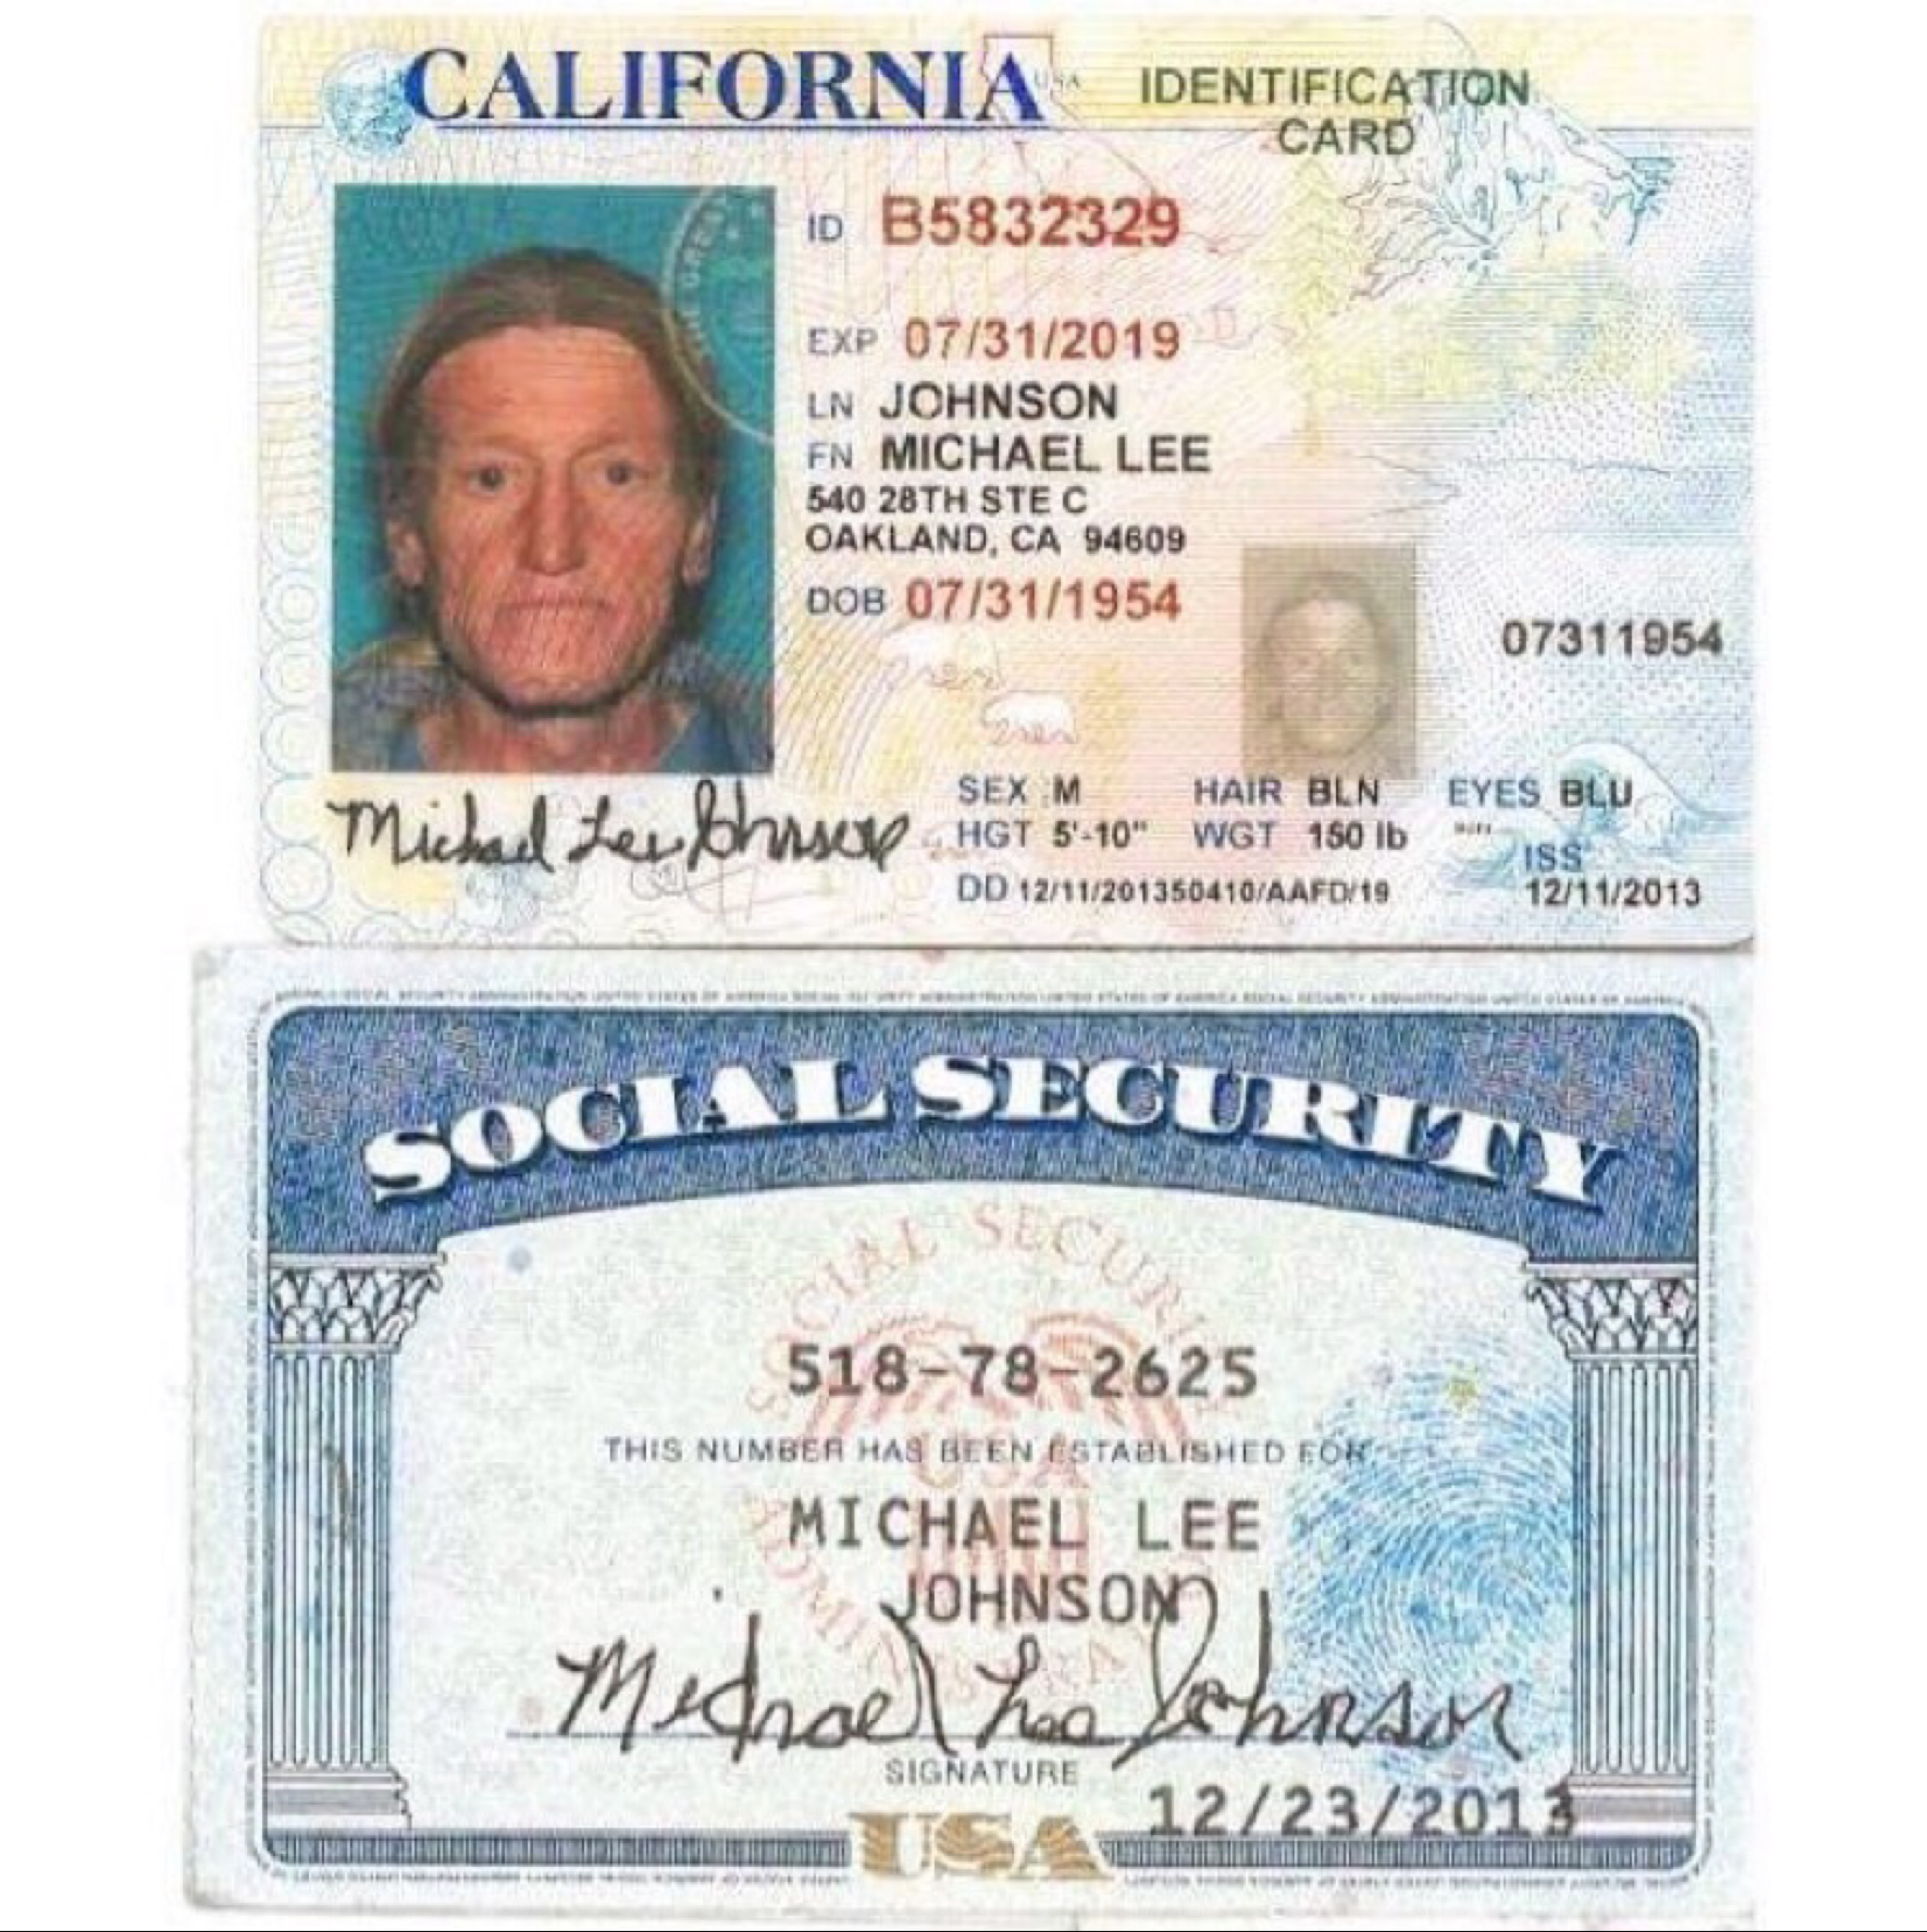 CALIFORNIA USA IDENTIFICATION
CARD
ID B5832329
EXP 07/31/2019
LN JOHNSON
FN MICHAEL LEE
540 28TH STE C
OAKLAND, CA 94609
DOB 07/31/1954
07311954
SEX M HAIR BLN EYES BLU
HGT 5'-10" WGT 150 lb
ISS
DD 12/11/201350410/AAFD/19 12/11/2013
Michael Lee Johnson
SOCIAL SECURITY
SOCIAL SECURITY
518-78-2625
THIS NUMBER HAS BEEN ESTABLISHED FOR
USA
MICHAEL LEE
JOHNSON
Michael Lee Johnson
SIGNATURE
12/23/2013
USA